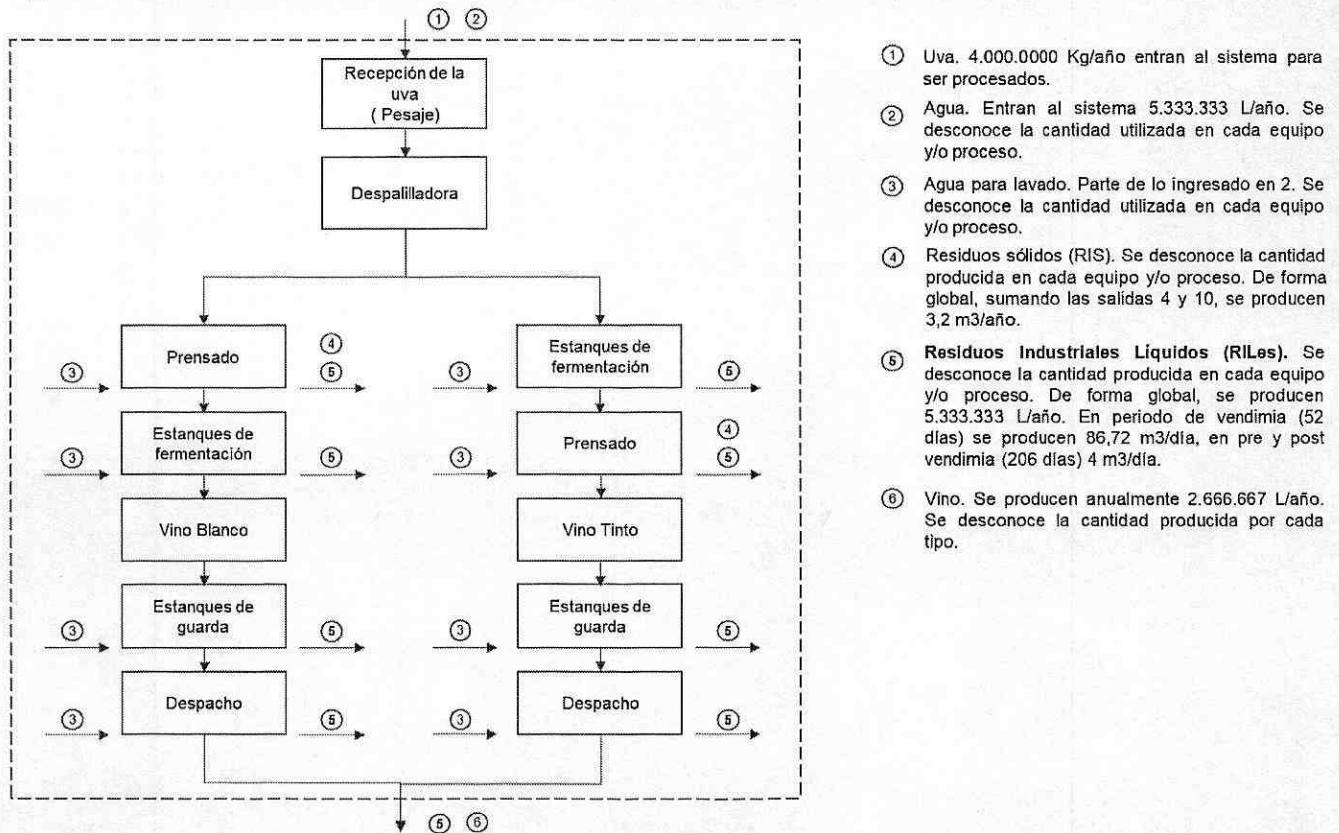 ① ②
Recepción de la
uva
( Pesaje)
Despalilladora
Prensado
③
④
⑤
Estanques de
fermentación
③
⑤
Estanques de
fermentación
③
⑤
Prensado
③
④
⑤
Vino Blanco
Vino Tinto
Estanques de
guarda
③
⑤
Estanques de
guarda
③
⑤
Despacho
③
⑤
Despacho
③
⑤
⑤ ⑥
① Uva. 4.000.0000 Kg/año entran al sistema para
ser procesados.
② Agua. Entran al sistema 5.333.333 L/año. Se
desconoce la cantidad utilizada en cada equipo
y/o proceso.
③ Agua para lavado. Parte de lo ingresado en 2. Se
desconoce la cantidad utilizada en cada equipo
y/o proceso.
④ Residuos sólidos (RIS). Se desconoce la cantidad
producida en cada equipo y/o proceso. De forma
global, sumando las salidas 4 y 10, se producen
3,2 m3/año.
⑤ Residuos Industriales Líquidos (RILes). Se
desconoce la cantidad producida en cada equipo
y/o proceso. De forma global, se producen
5.333.333 L/año. En periodo de vendimia (52
días) se producen 86,72 m3/día, en pre y post
vendimia (206 días) 4 m3/día.
⑥ Vino. Se producen anualmente 2.666.667 L/año.
Se desconoce la cantidad producida por cada
tipo.